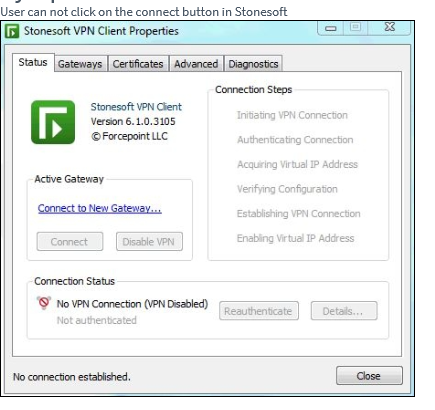 User can not click on the connect button in Stonesoft
Stonesoft VPN Client Properties
Status
Gateways
Certificates
Advanced
Diagnostics
Stonesoft VPN Client
Version 6.1.0.3105
© Forcepoint LLC
Active Gateway
Connect to New Gateway...
Connect
Disable VPN
Connection Steps
Initiating VPN Connection
Authenticating Connection
Acquiring Virtual IP Address
Verifying Configuration
Establishing VPN Connection
Enabling Virtual IP Address
Connection Status
No VPN Connection (VPN Disabled)
Not authenticated
Reauthenticate
Details...
No connection established.
Close